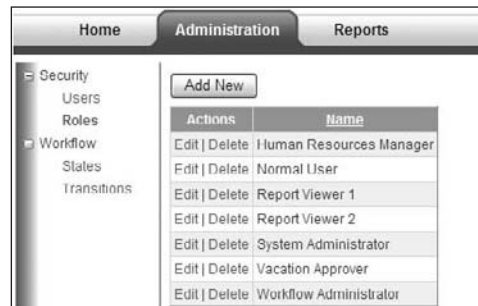 Home Administration Reports
Security
Users
Roles
Workflow
States
Transitions
Add New
Actions Name
Edit | Delete Human Resources Manager
Edit | Delete Normal User
Edit | Delete Report Viewer 1
Edit | Delete Report Viewer 2
Edit | Delete System Administrator
Edit | Delete Vacation Approver
Edit | Delete Workflow Administrator